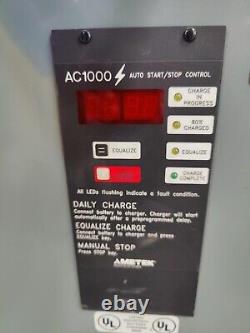 AC1000 AUTO START/STOP CONTROL
CHARGE
IN
PROGRESS
80%
CHARGED
EQUALIZE
EQUALIZE
CHARGE
COMPLETE
All LEDs flashing indicate a fault condition.
DAILY CHARGE
Connect battery to charger. Charger will start
automatically after a preprogrammed delay.
EQUALIZE CHARGE
Connect battery to charger and press
EQUALIZE key.
MANUAL STOP
Press STOP key.
AMETEK
UL
UL